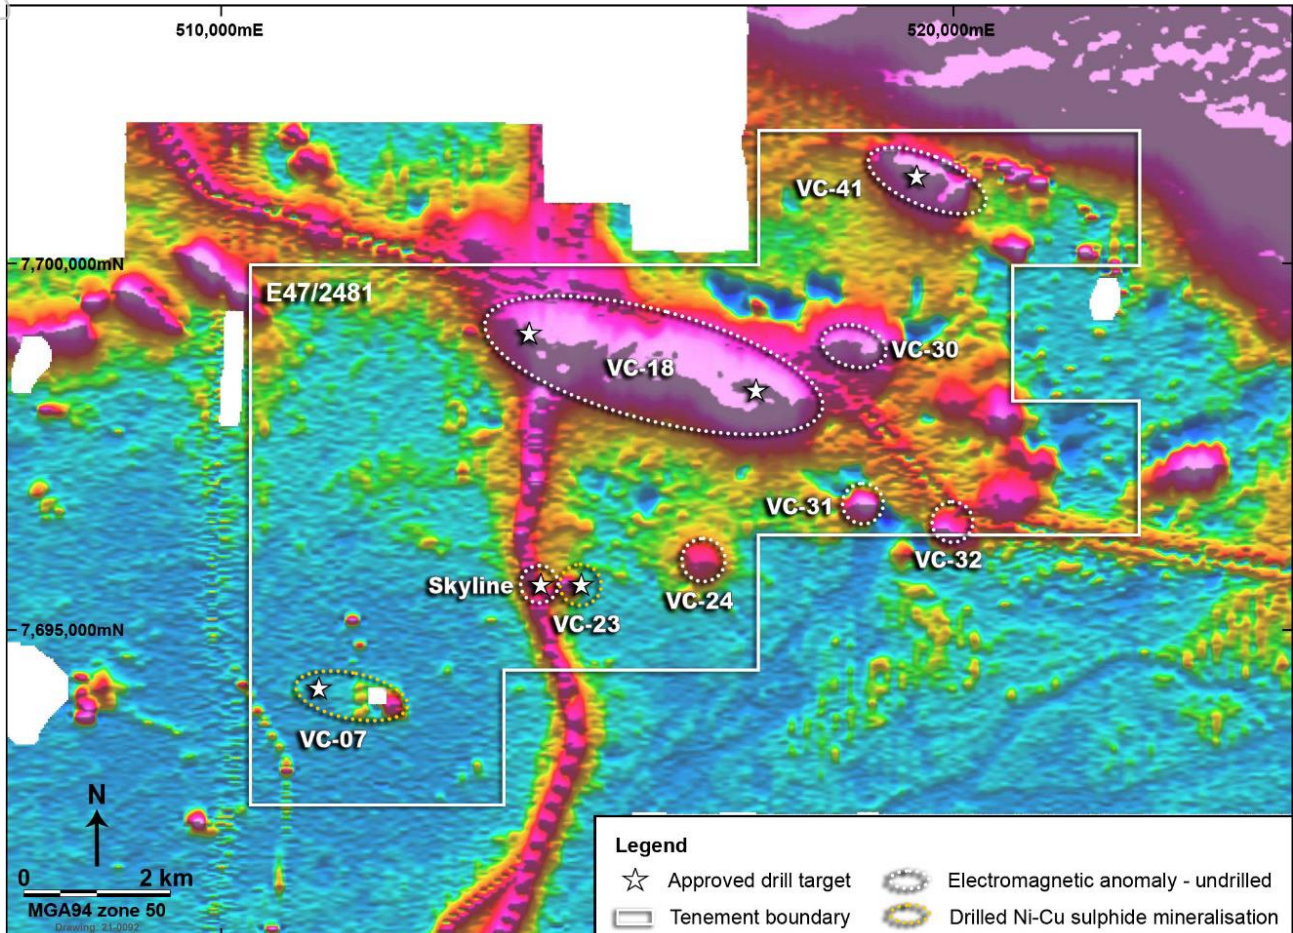 510,000mE
520,000mE
VC-41
7,700,000mN
E47/2481
VC-30
VC-18
VC-31
VC-32
Skyline
VC-24
VC-23
7,695,000mN
VC-07
N
0 2 km
MGA94 zone 50
Drawing: 21-0092
Legend
Approved drill target
Electromagnetic anomaly - undrilled
Tenement boundary
Drilled Ni-Cu sulphide mineralisation